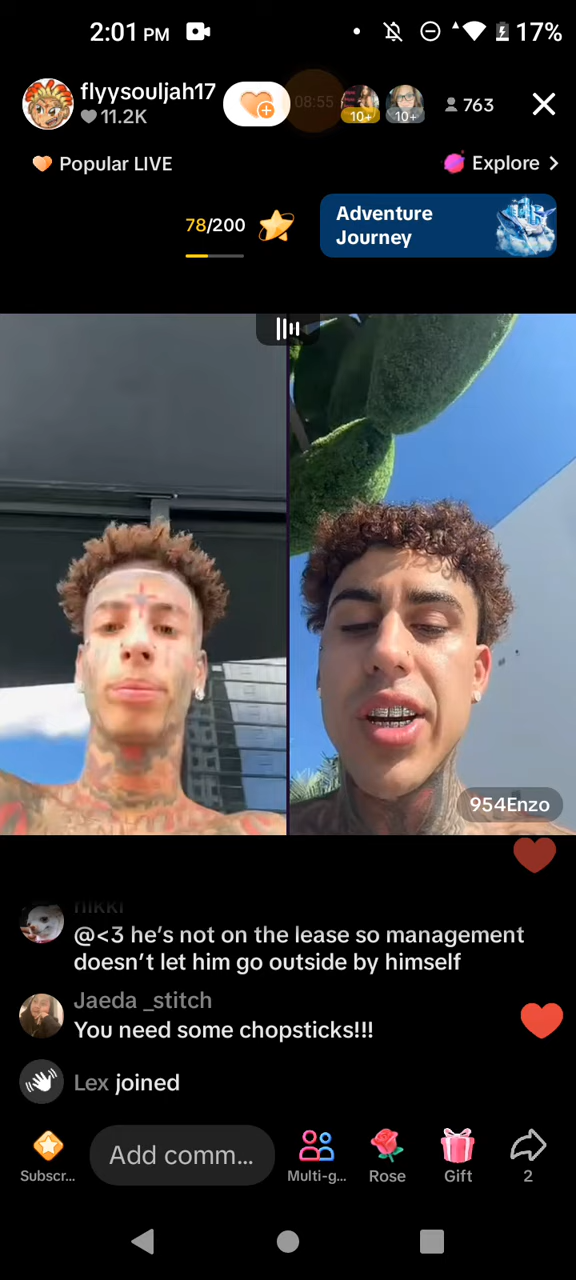 2:01 PM 17%
flyysouljah17
11.2K
08:55
10+ 10+
763
Popular LIVE
Explore
78/200
Adventure
Journey
954Enzo
nikki
@<3 he's not on the lease so management
doesn't let him go outside by himself
Jaeda _stitch
You need some chopsticks!!!
Lex joined
Add comm...
Subscr...
Multi-g...
Rose
Gift
2